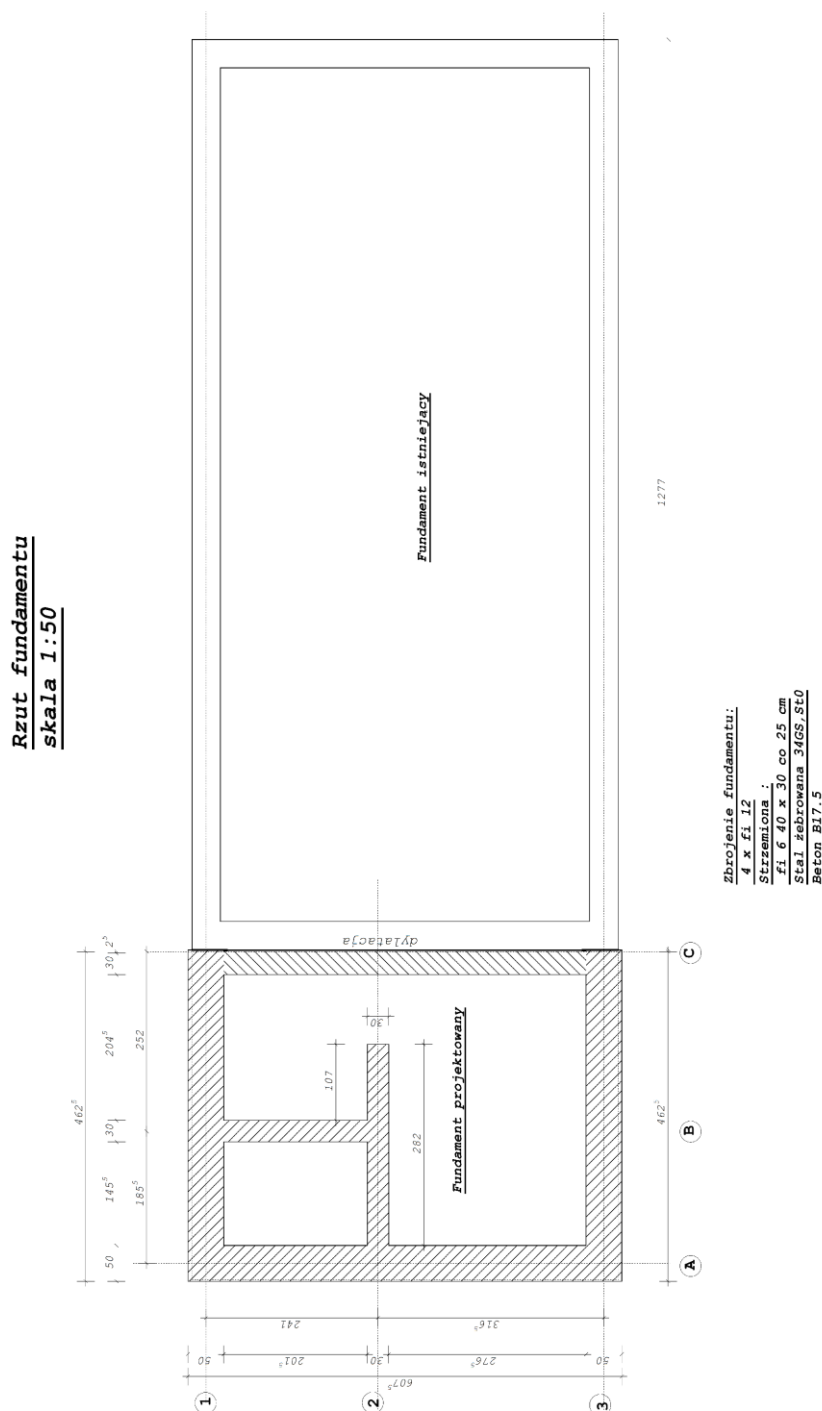 Rzut fundamentu
skala 1:50
Fundament istniejący
1277
Zbrojenie fundamentu:
4 x fi 12
Strzemiona :
fi 6 40 x 30 co 25 cm
Stal żebrowana 34GS,St0
Beton B17.5
dylatacja
Fundament projektowany
462⁵
50
145⁵
30
204⁵
30
2⁵
185⁵
252
107
30
282
462⁵
A
B
C
241
316⁵
50
201⁵
30
276⁵
50
607⁵
1
2
3